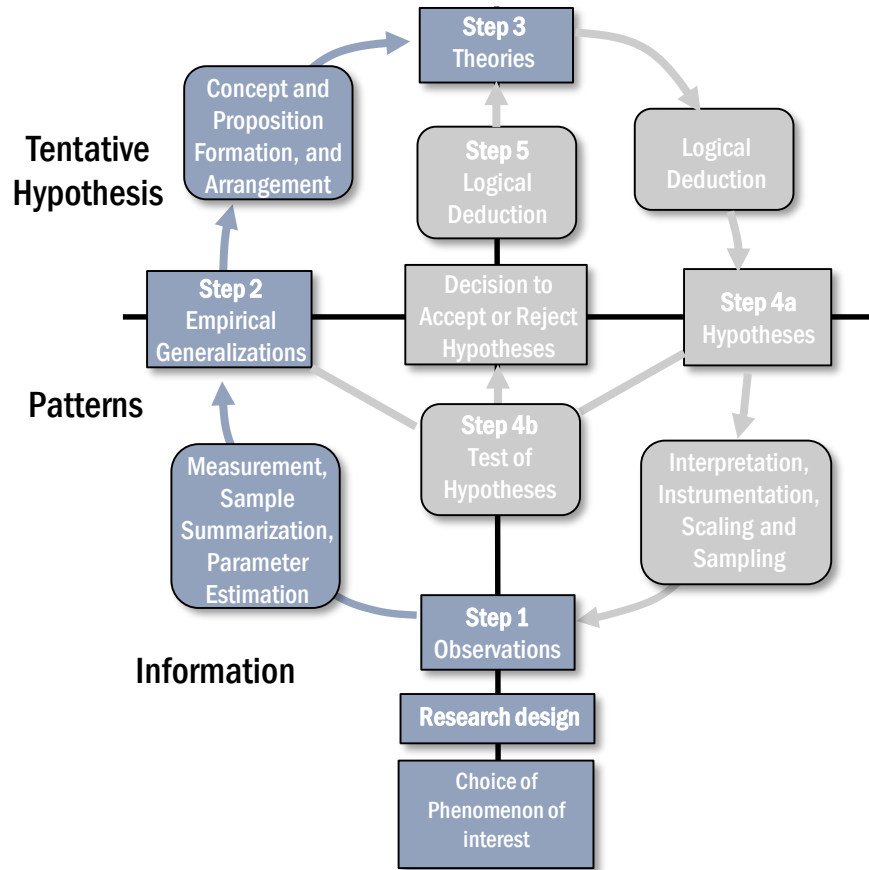 Step 3
Theories
Concept and
Proposition
Formation, and
Arrangement
Tentative
Hypothesis
Step 5
Logical
Deduction
Logical
Deduction
Step 2
Empirical
Generalizations
Decision to
Accept or Reject
Hypotheses
Step 4a
Hypotheses
Patterns
Step 4b
Test of
Hypotheses
Measurement,
Sample
Summarization,
Parameter
Estimation
Interpretation,
Instrumentation,
Scaling and
Sampling
Step 1
Observations
Information
Research design
Choice of
Phenomenon of
interest